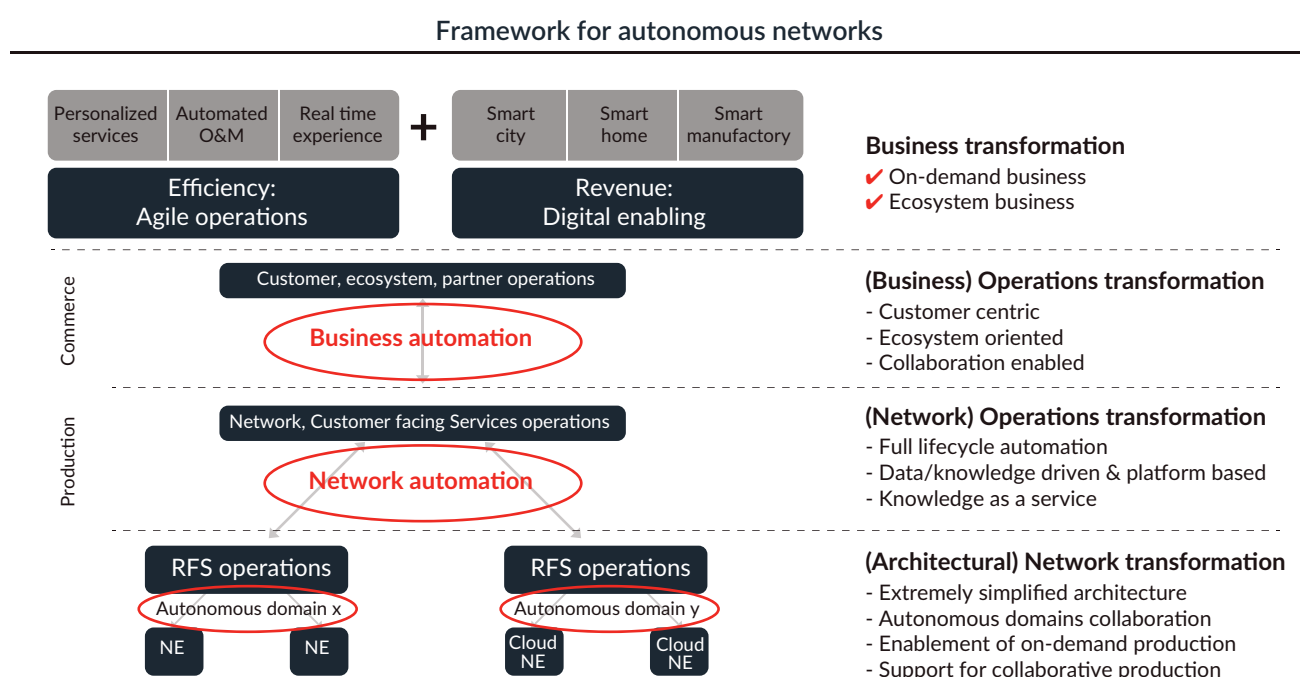 Framework for autonomous networks
Personalized
services
Automated
O&M
Real time
experience
+
Smart
city
Smart
home
Smart
manufactory
Efficiency:
Agile operations
Revenue:
Digital enabling
Business transformation
✔ On-demand business
✔ Ecosystem business
Commerce
Customer, ecosystem, partner operations
Business automation
(Business) Operations transformation
- Customer centric
- Ecosystem oriented
- Collaboration enabled
Production
Network, Customer facing Services operations
Network automation
(Network) Operations transformation
- Full lifecycle automation
- Data/knowledge driven & platform based
- Knowledge as a service
RFS operations
Autonomous domain x
NE
NE
RFS operations
Autonomous domain y
Cloud
NE
Cloud
NE
(Architectural) Network transformation
- Extremely simplified architecture
- Autonomous domains collaboration
- Enablement of on-demand production
- Support for collaborative production